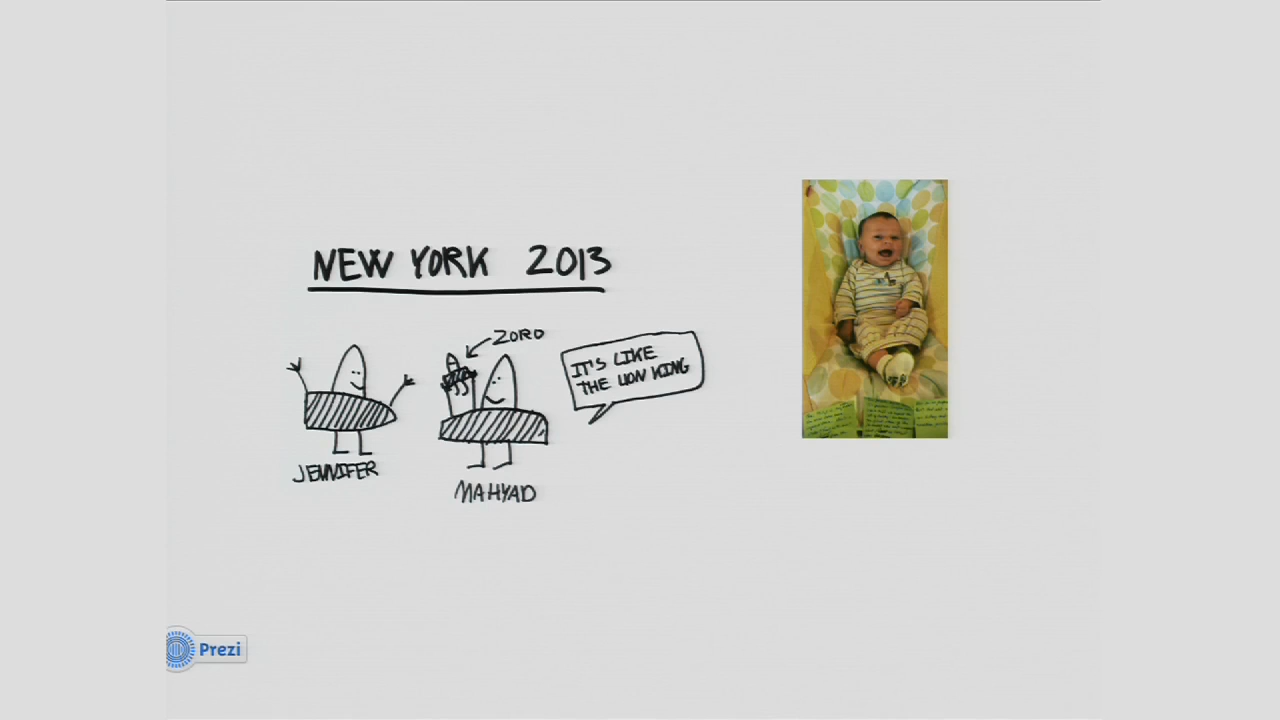 NEW YORK 2013
ZORO
IT'S LIKE
THE LION KING
JENNIFER
MAHYAD
Prezi